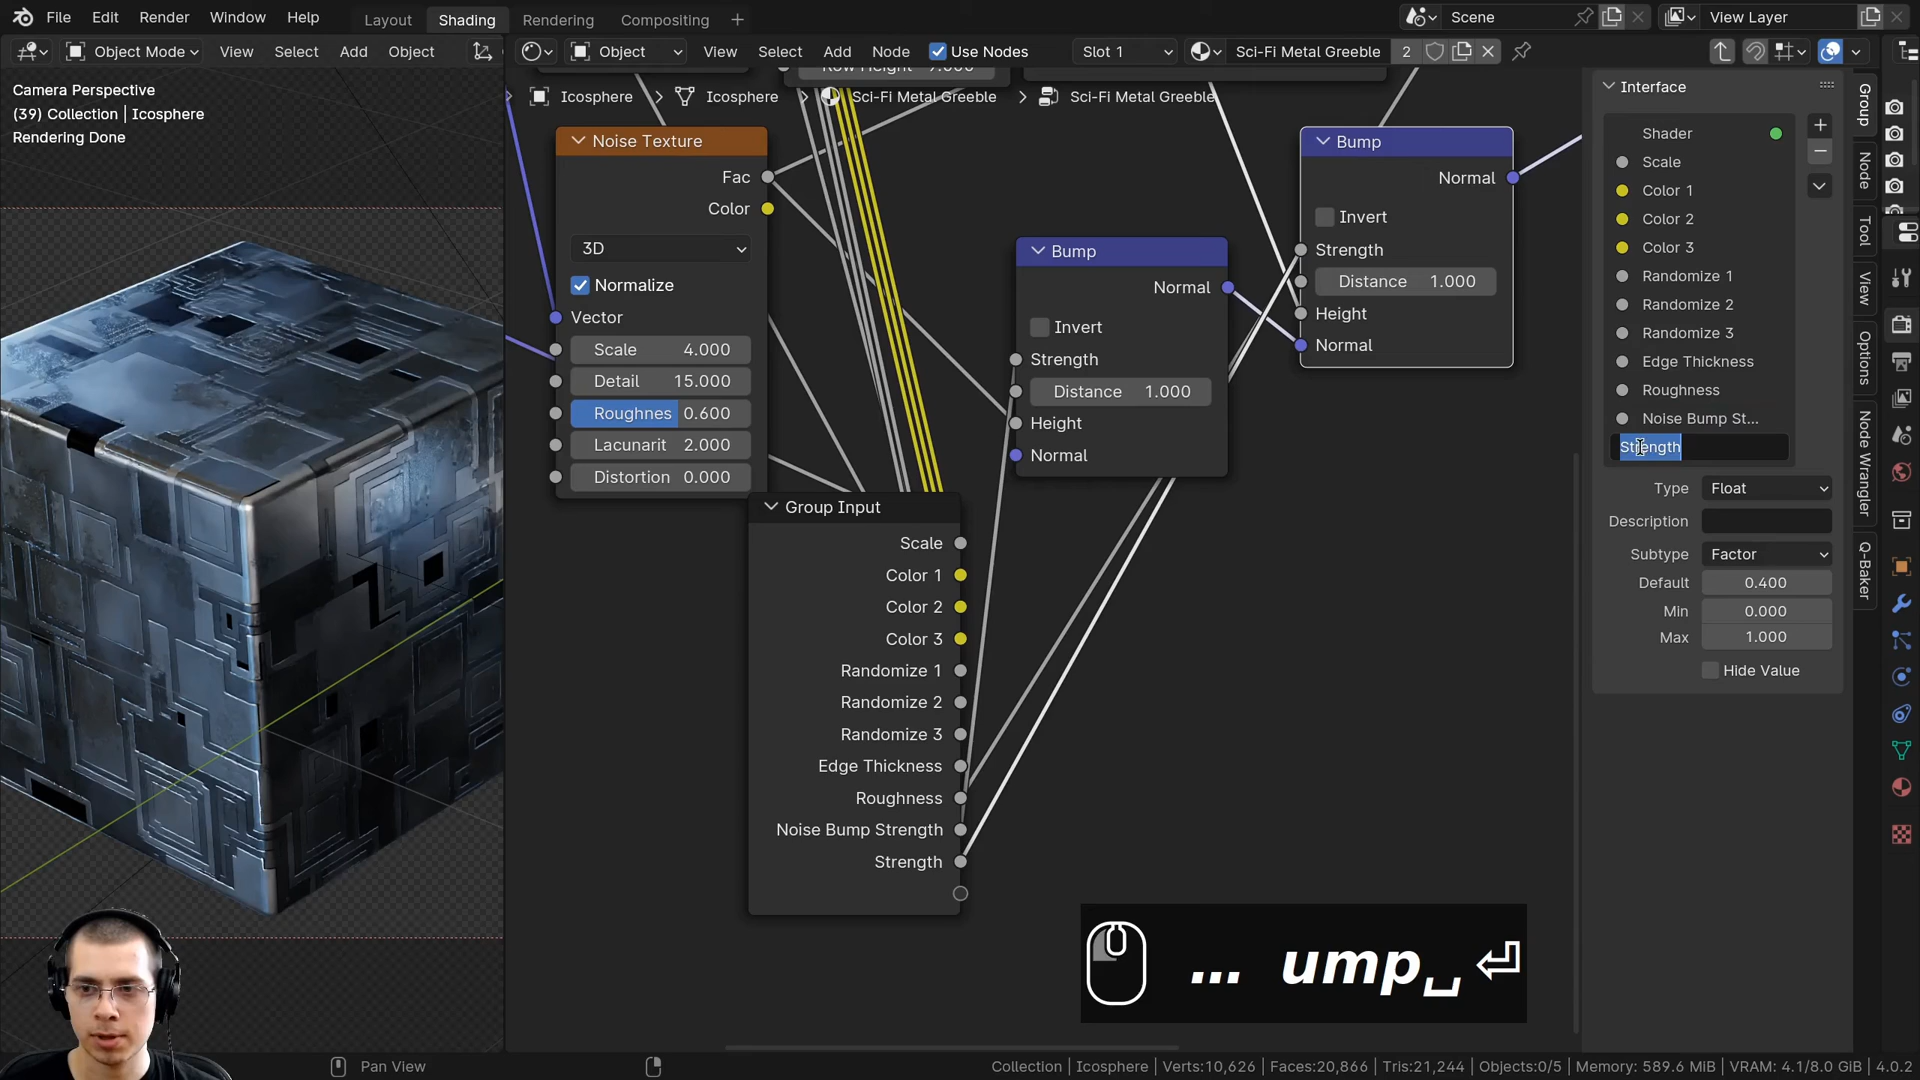 File Edit Render Window Help Layout Shading Rendering Compositing Scene View Layer
Object Mode View Select Add Object Object View Select Add Node Use Nodes Slot 1 Sci-Fi Metal Greeble 2
Camera Perspective
(39) Collection | Icosphere
Rendering Done
Icosphere Icosphere Sci-Fi Metal Greeble Sci-Fi Metal Greeble
Noise Texture
Fac
Color
3D
Normalize
Vector
Scale 4.000
Detail 15.000
Roughnes 0.600
Lacunarit 2.000
Distortion 0.000
Bump
Normal
Invert
Strength
Distance 1.000
Height
Normal
Bump
Normal
Invert
Strength
Distance 1.000
Height
Normal
Group Input
Scale
Color 1
Color 2
Color 3
Randomize 1
Randomize 2
Randomize 3
Edge Thickness
Roughness
Noise Bump Strength
Strength
Interface
Shader
Scale
Color 1
Color 2
Color 3
Randomize 1
Randomize 2
Randomize 3
Edge Thickness
Roughness
Noise Bump St...
Strength
Type Float
Description
Subtype Factor
Default 0.400
Min 0.000
Max 1.000
Hide Value
Group
Node
Tool
View
Options
Node Wrangler
Q-Baker
... ump␣ ⏎
Pan View
Collection | Icosphere | Verts:10,626 | Faces:20,866 | Tris:21,244 | Objects:0/5 | Memory: 589.6 MiB | VRAM: 4.1/8.0 GiB | 4.0.2